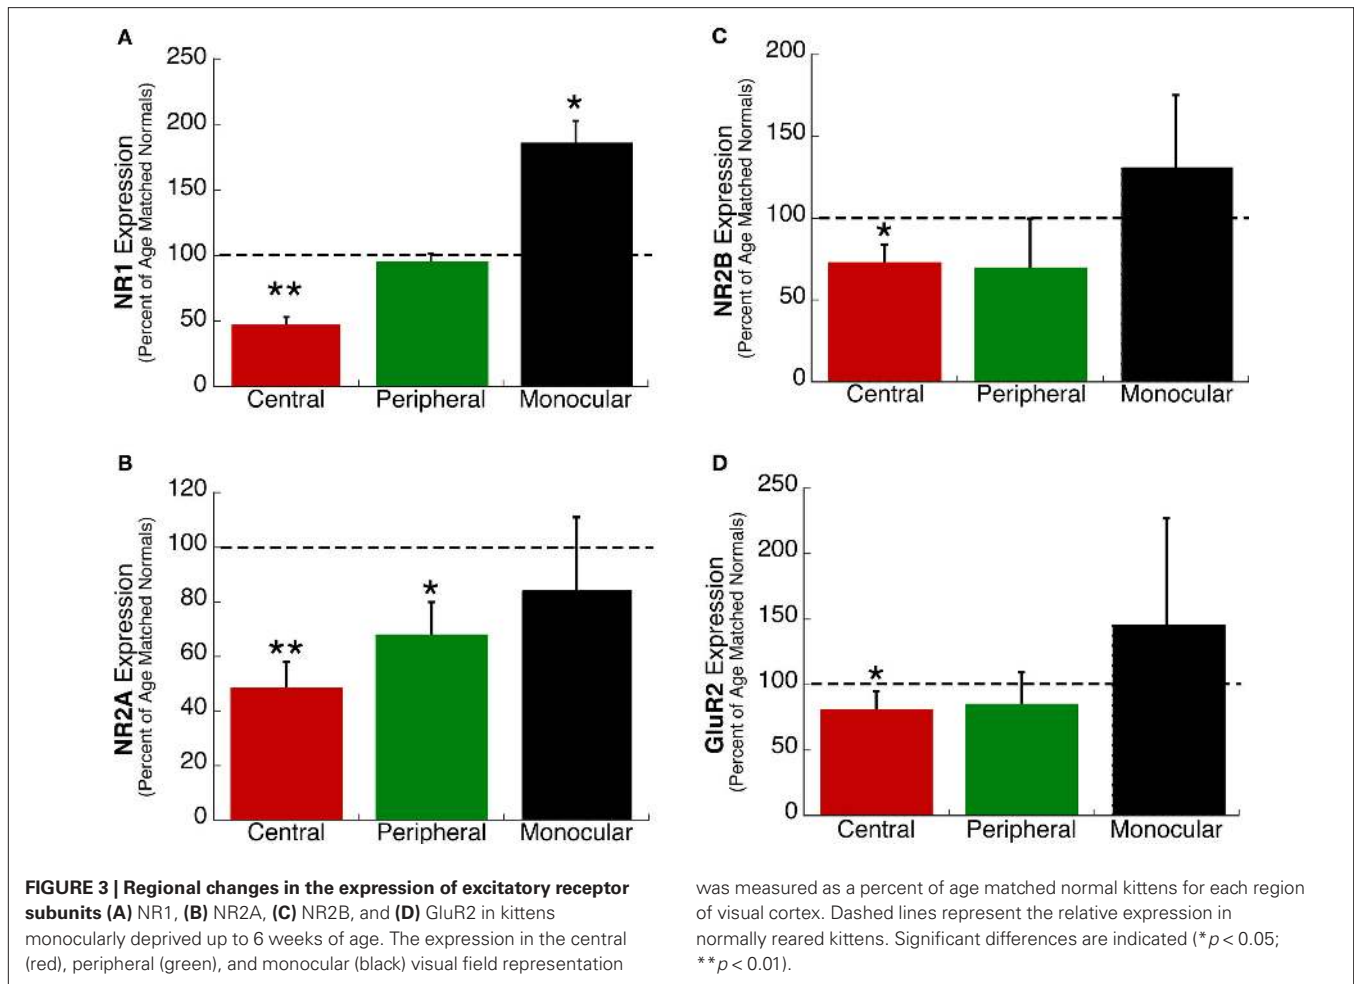 A
250
200
150
100
50
0
NR1 Expression
(Percent of Age Matched Normals)
**
*
Central Peripheral Monocular
C
200
150
100
50
0
NR2B Expression
(Percent of Age Matched Normals)
*
Central Peripheral Monocular
B
120
100
80
60
40
20
0
NR2A Expression
(Percent of Age Matched Normals)
**
*
Central Peripheral Monocular
D
250
200
150
100
50
0
GluR2 Expression
(Percent of Age Matched Normals)
*
Central Peripheral Monocular
FIGURE 3 | Regional changes in the expression of excitatory receptor
subunits (A) NR1, (B) NR2A, (C) NR2B, and (D) GluR2 in kittens
monocularly deprived up to 6 weeks of age. The expression in the central
(red), peripheral (green), and monocular (black) visual field representation
was measured as a percent of age matched normal kittens for each region
of visual cortex. Dashed lines represent the relative expression in
normally reared kittens. Significant differences are indicated (*p < 0.05;
**p < 0.01).